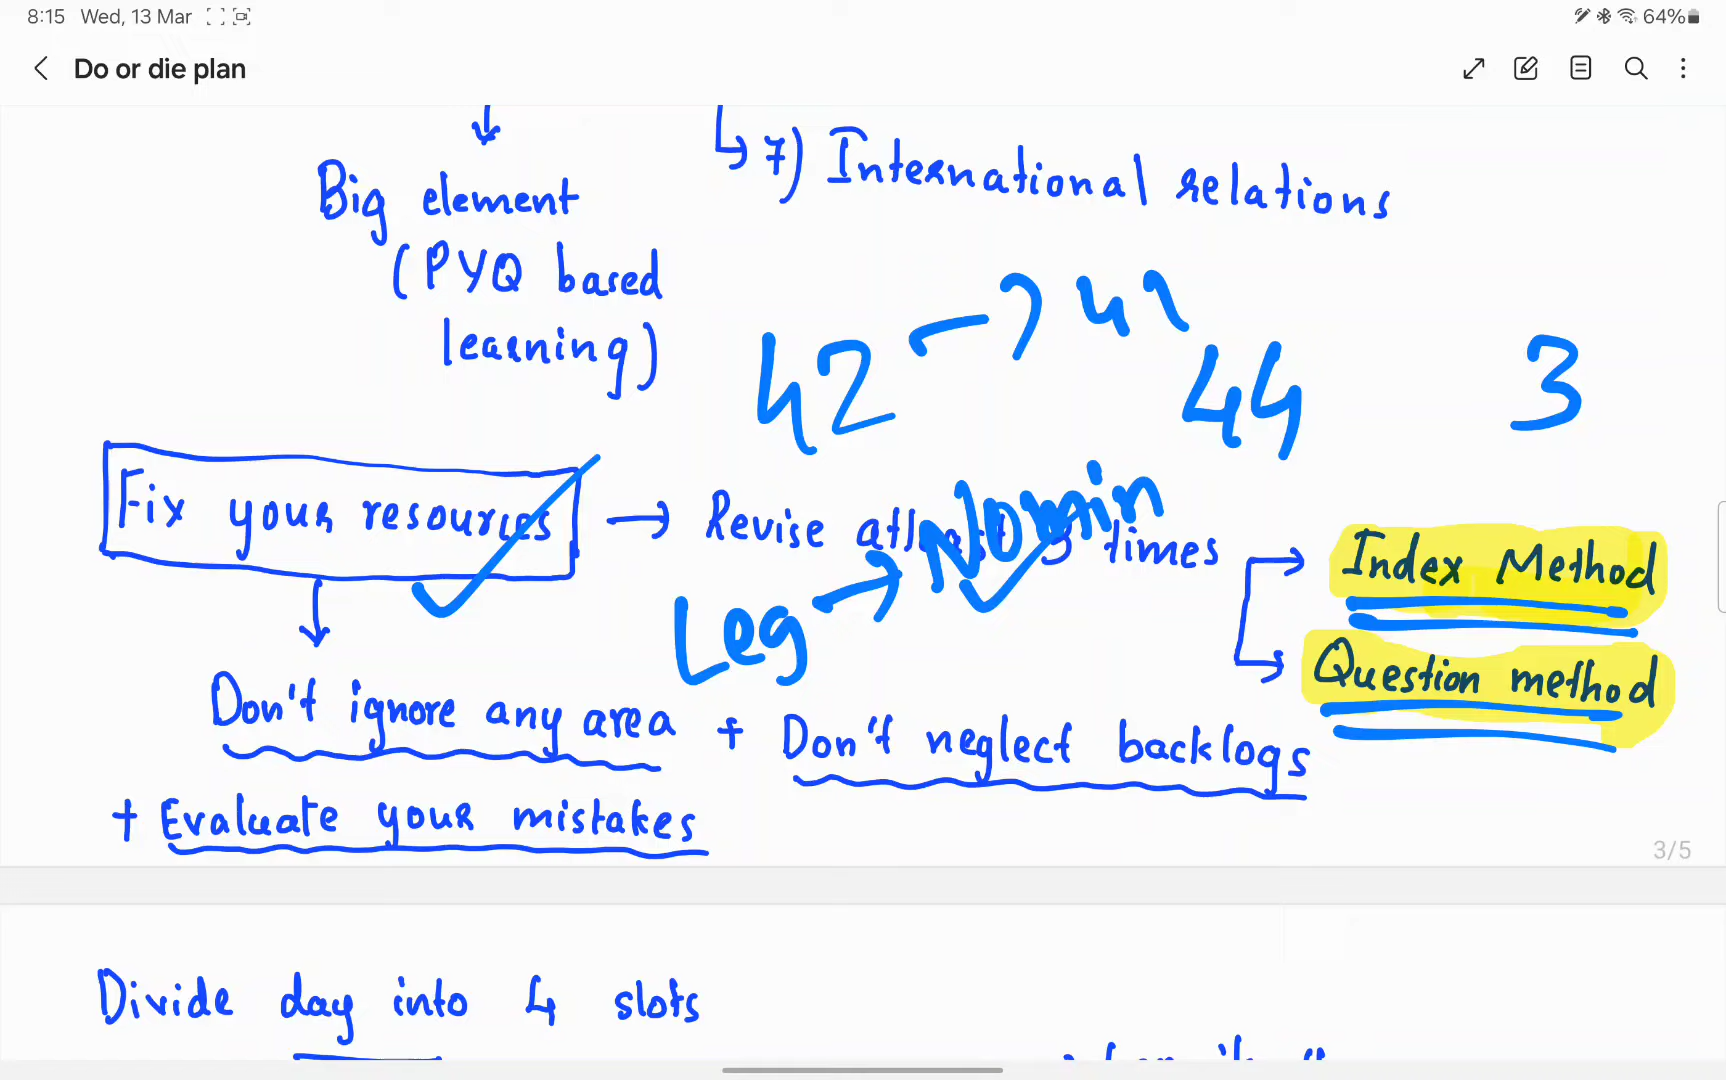 8:15 Wed, 13 Mar
64%
Do or die plan
7) International relations
Big element
(PYQ based
learning)
42
44
3
Fix your resources
Revise atleast 3 times
Nomin
Leg
Index Method
Question method
Don't ignore any area + Don't neglect backlogs
+ Evaluate your mistakes
3/5
Divide day into 4 slots